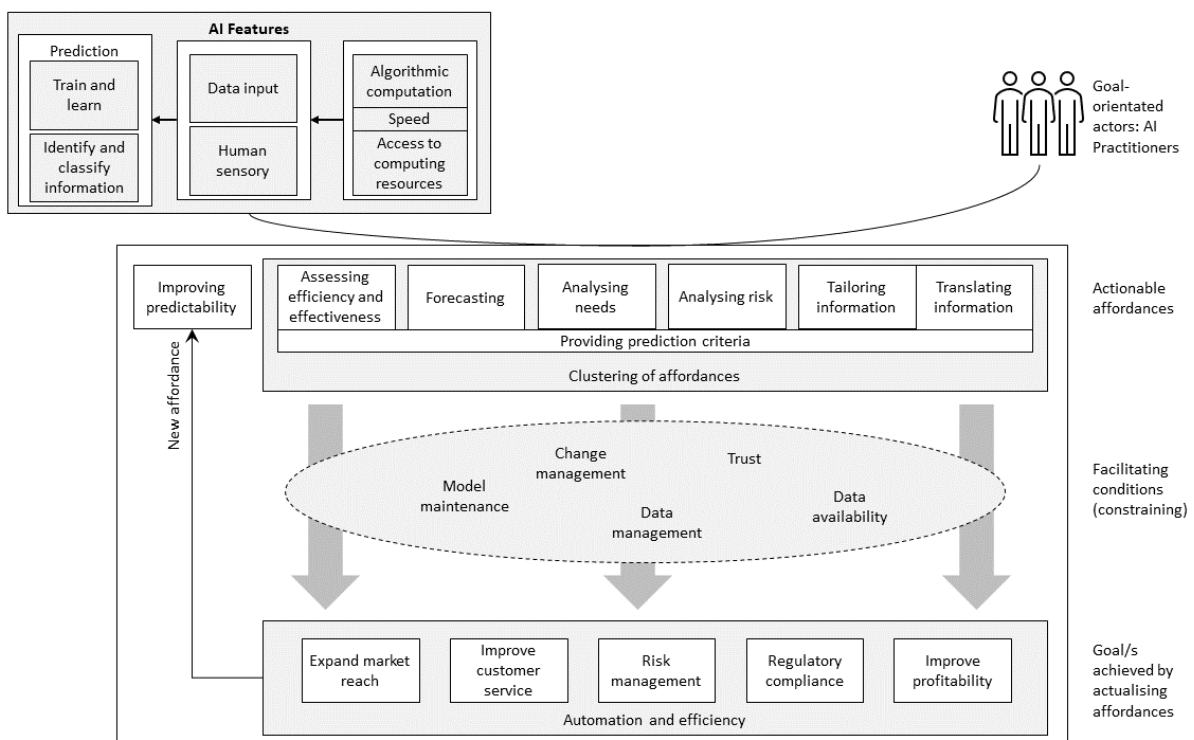 AI Features
Prediction
Train and
learn
Identify and
classify
information
Data input
Human
sensory
Algorithmic
computation
Speed
Access to
computing
resources
Goal-
orientated
actors: AI
Practitioners
Improving
predictability
Assessing
efficiency and
effectiveness
Forecasting
Analysing
needs
Analysing risk
Tailoring
information
Translating
information
Providing prediction criteria
Clustering of affordances
Actionable
affordances
New affordance
Change
management
Trust
Model
maintenance
Data
management
Data
availability
Facilitating
conditions
(constraining)
Expand market
reach
Improve
customer
service
Risk
management
Regulatory
compliance
Improve
profitability
Automation and efficiency
Goal/s
achieved by
actualising
affordances